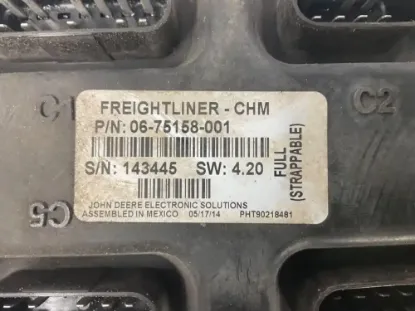 C1
C2
FREIGHTLINER - CHM
P/N: 06-75158-001
S/N: 143445 SW: 4.20
FULL
(STRAPPABLE)
C5
JOHN DEERE ELECTRONIC SOLUTIONS
ASSEMBLED IN MEXICO 05/17/14 PHT90218481